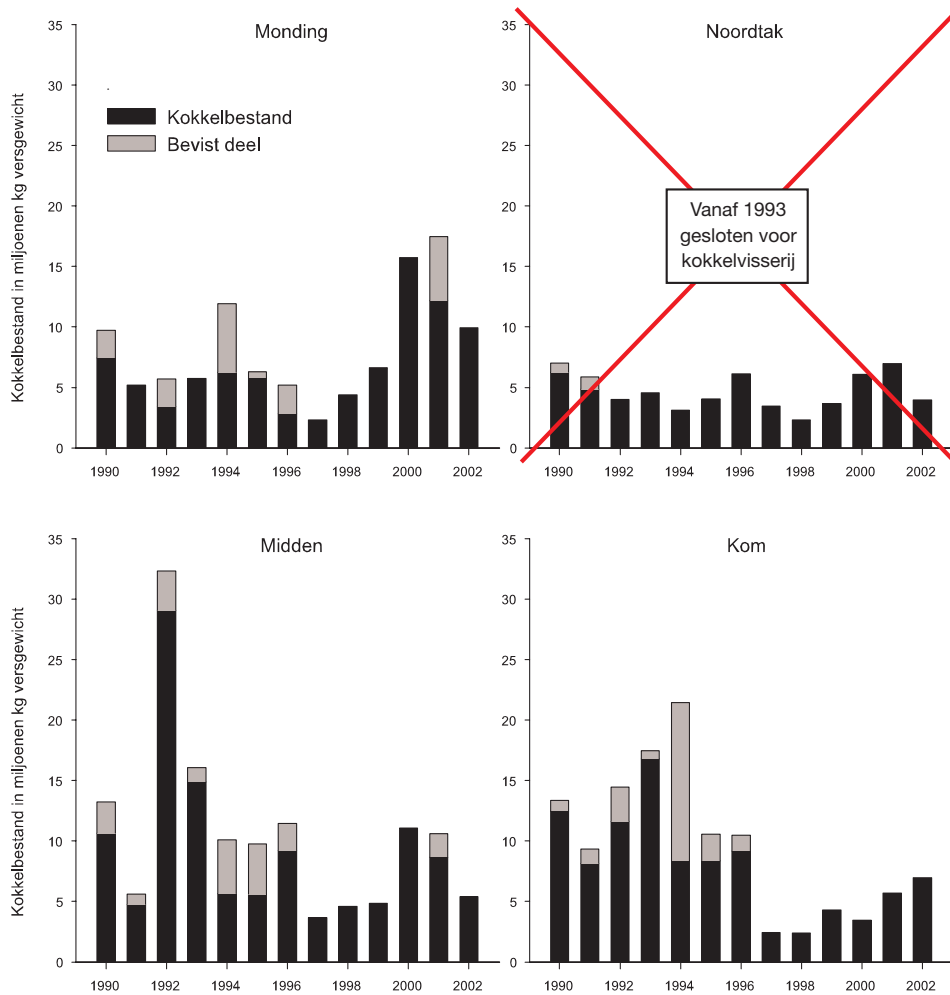 Monding
Kokkelbestand in miljoenen kg versgewicht
35
30
25
20
15
10
5
0
Kokkelbestand
Bevist deel
1990 1992 1994 1996 1998 2000 2002
Noordtak
35
30
25
20
15
10
5
0
Vanaf 1993
gesloten voor
kokkelvisserij
1990 1992 1994 1996 1998 2000 2002
Midden
Kokkelbestand in miljoenen kg versgewicht
35
30
25
20
15
10
5
0
1990 1992 1994 1996 1998 2000 2002
Kom
35
30
25
20
15
10
5
0
1990 1992 1994 1996 1998 2000 2002